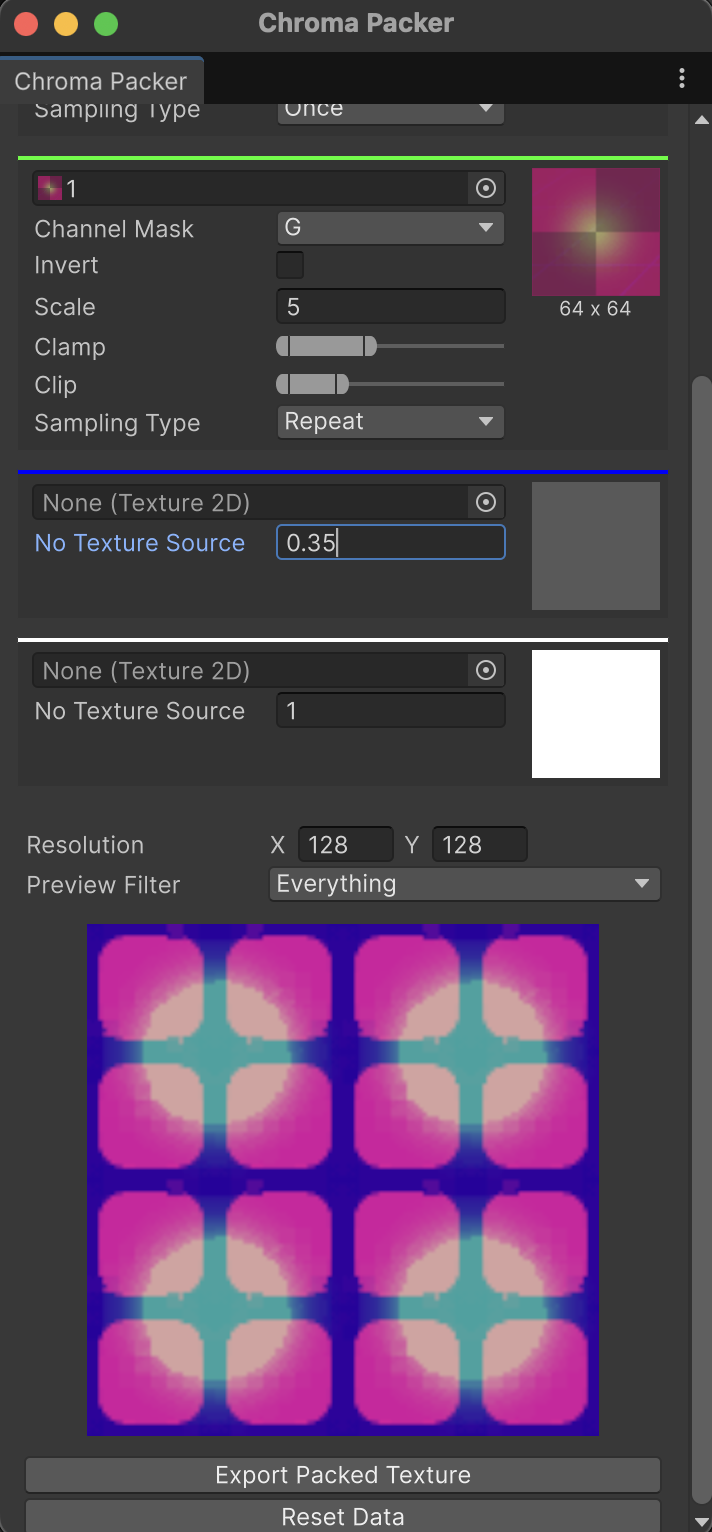 Chroma Packer
Chroma Packer
Sampling Type Once
1
Channel Mask G
Invert
Scale 5
64 x 64
Clamp
Clip
Sampling Type Repeat
None (Texture 2D)
No Texture Source 0.35
None (Texture 2D)
No Texture Source 1
Resolution X 128 Y 128
Preview Filter Everything
Export Packed Texture
Reset Data